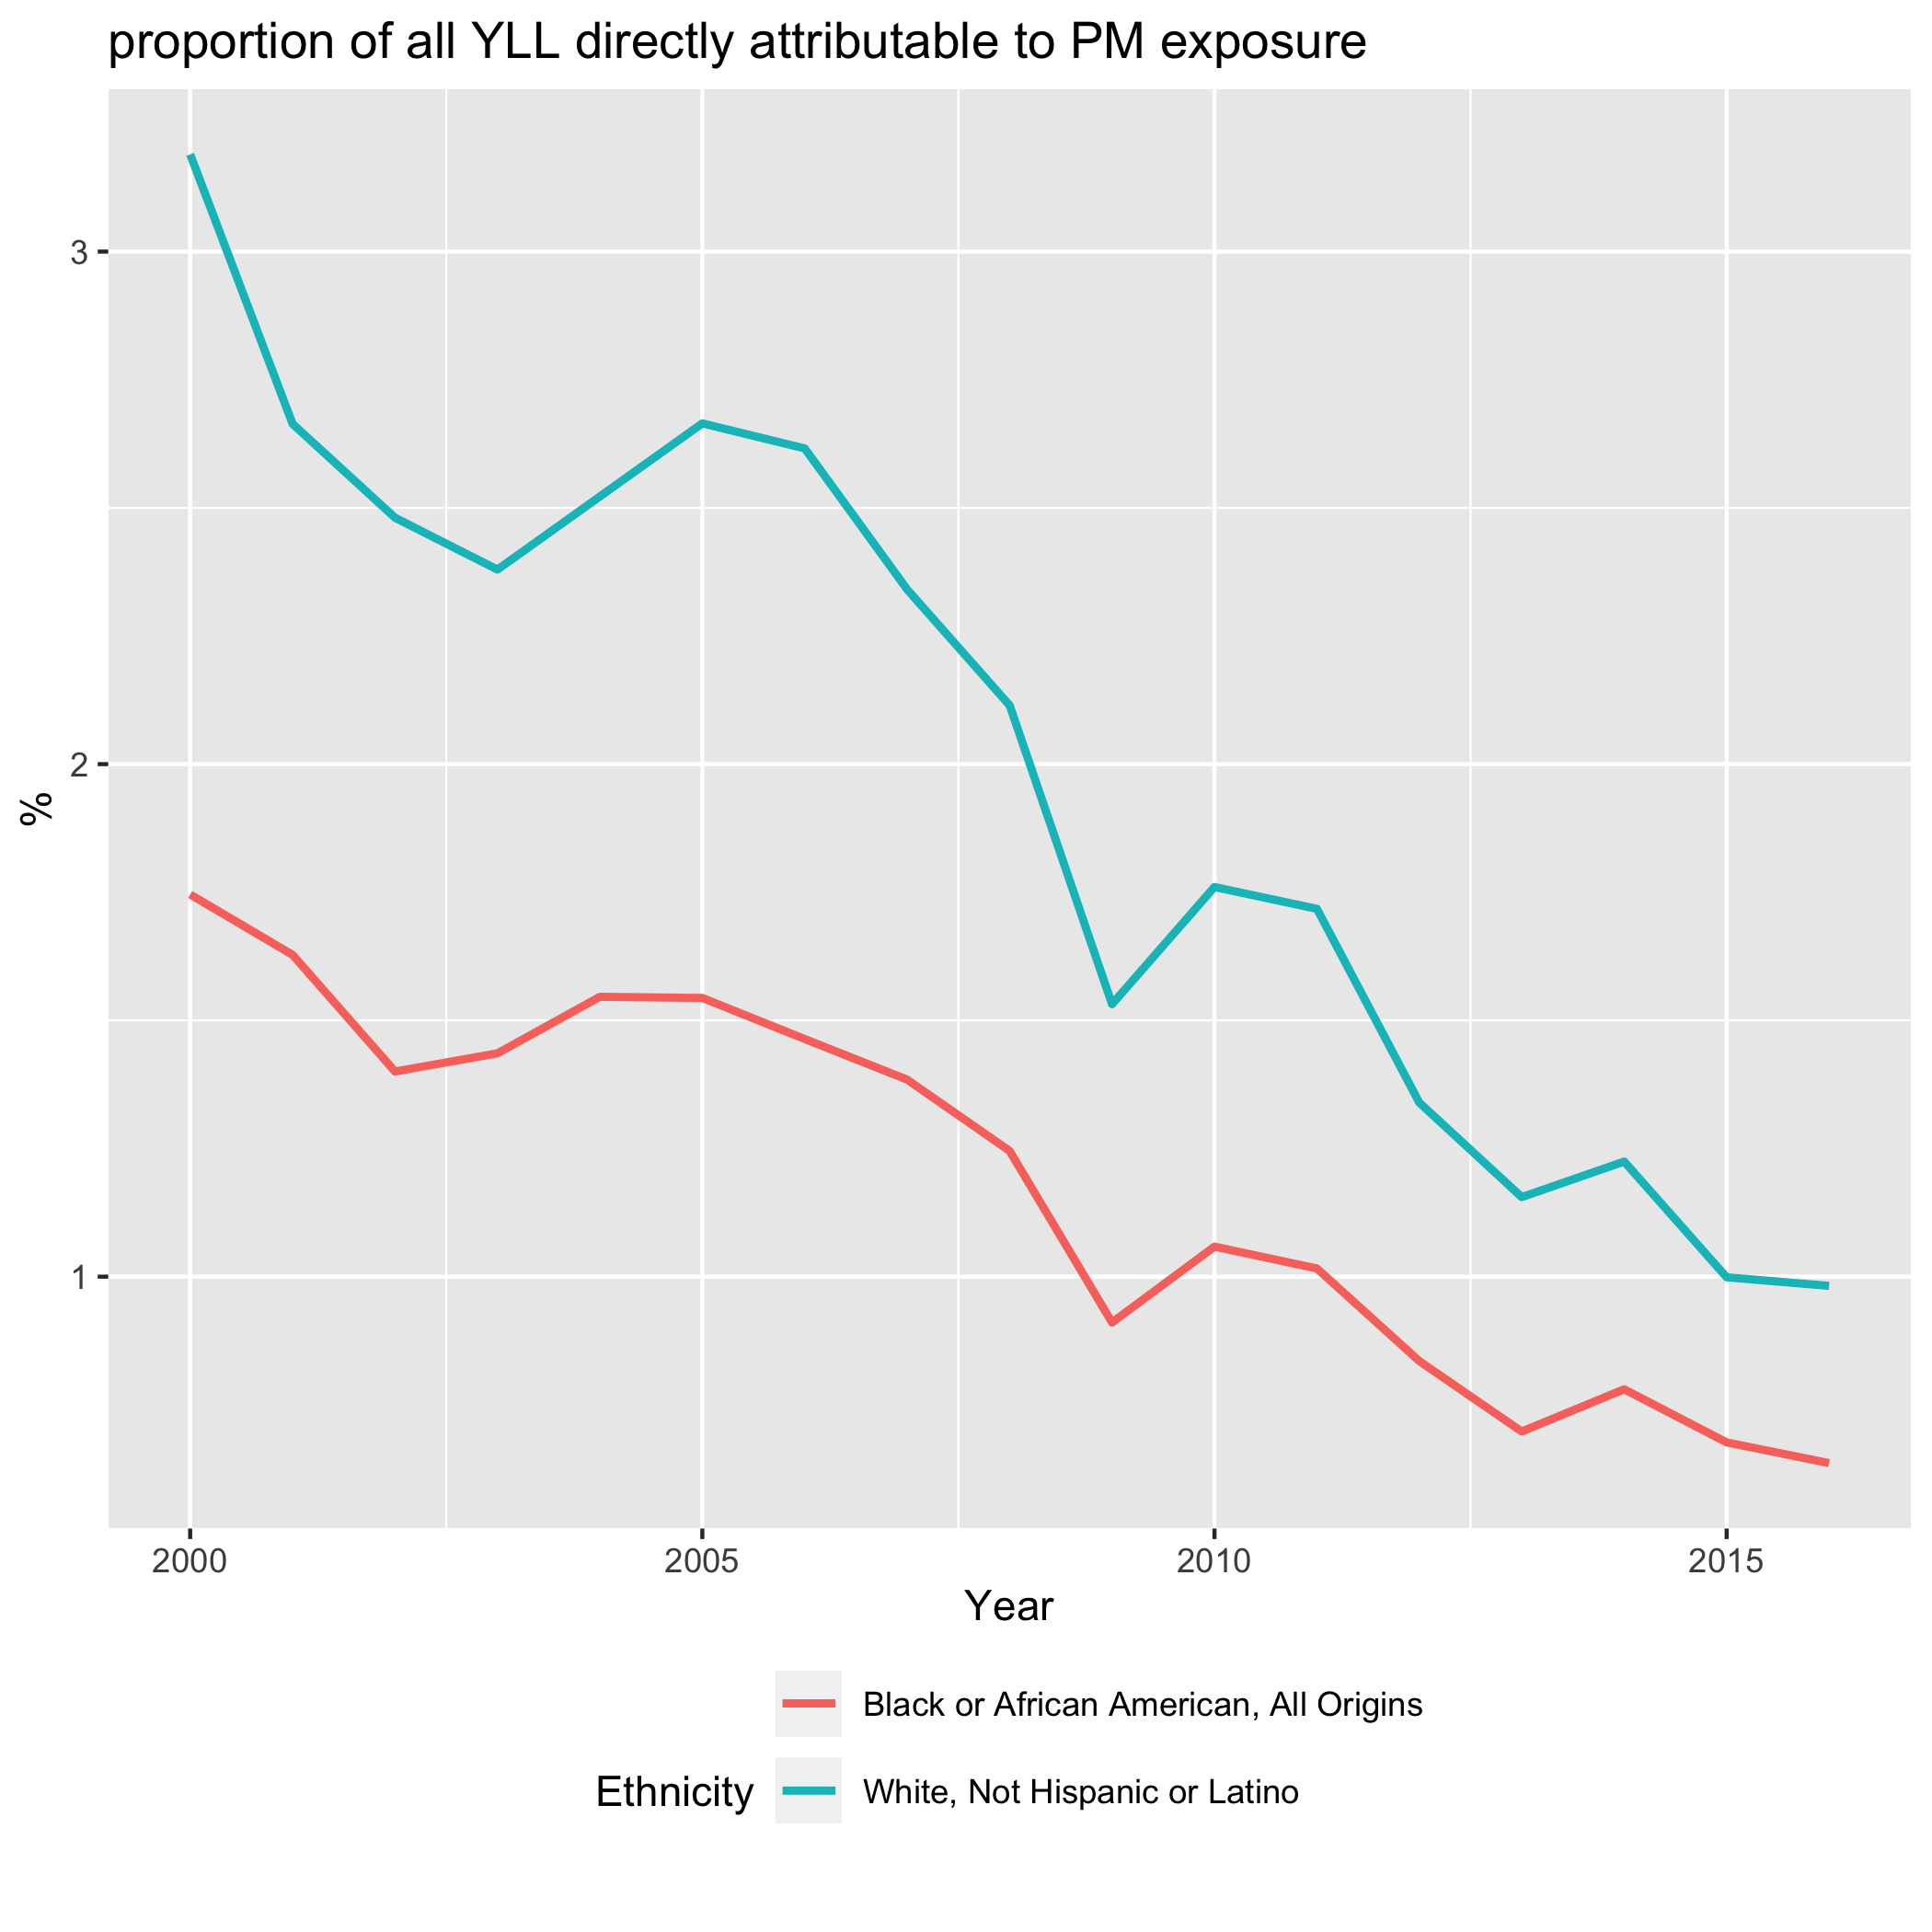 proportion of all YLL directly attributable to PM exposure
3
2
1
%
2000 2005 2010 2015
Year
Ethnicity
Black or African American, All Origins
White, Not Hispanic or Latino